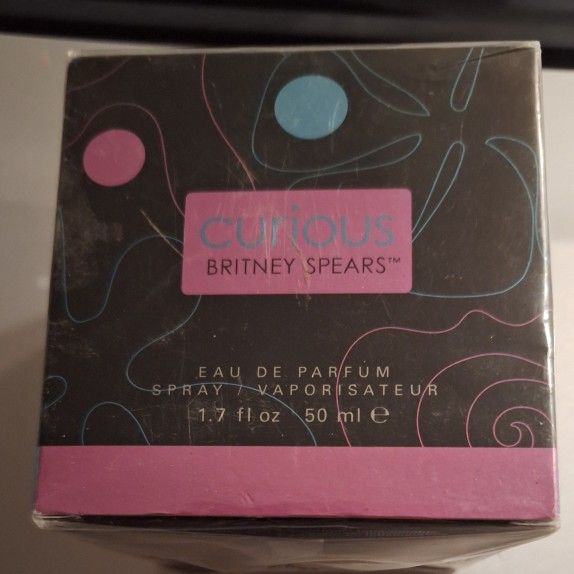 curious
BRITNEY SPEARS™
EAU DE PARFUM
SPRAY / VAPORISATEUR
1.7 fl oz 50 ml ℮